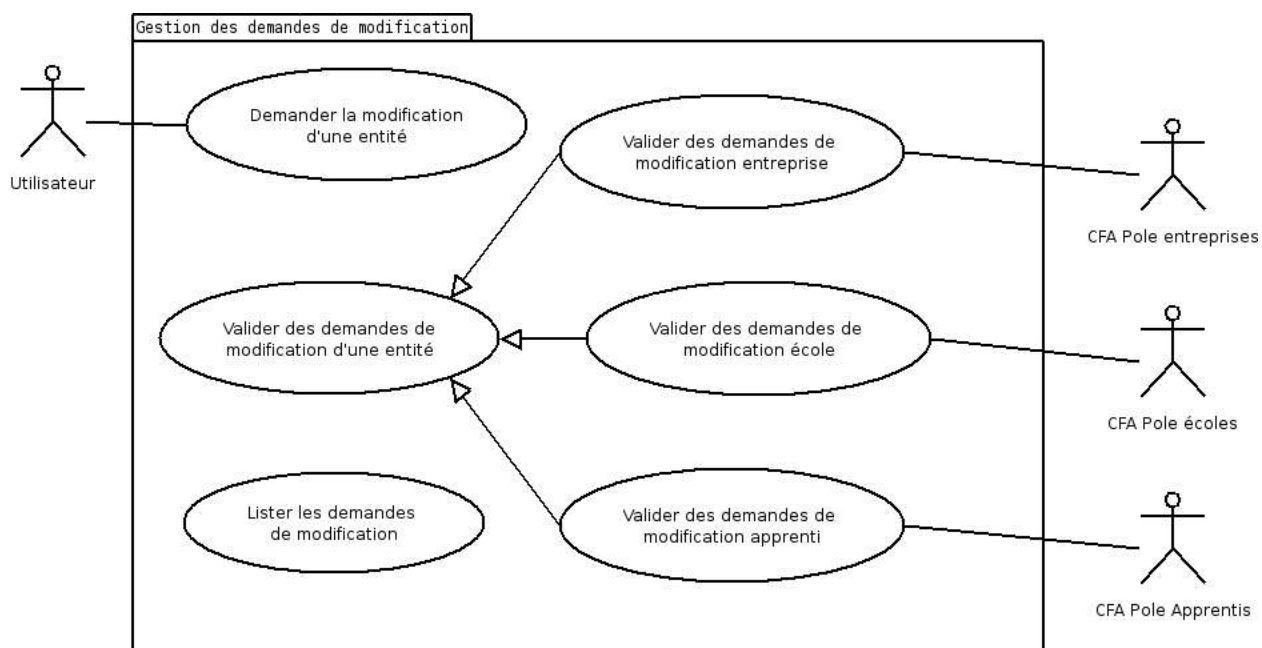 Gestion des demandes de modification
Demander la modification
d'une entité
Utilisateur
Valider des demandes de
modification entreprise
CFA Pole entreprises
Valider des demandes de
modification d'une entité
Valider des demandes de
modification école
CFA Pole écoles
Lister les demandes
de modification
Valider des demandes de
modification apprenti
CFA Pole Apprentis